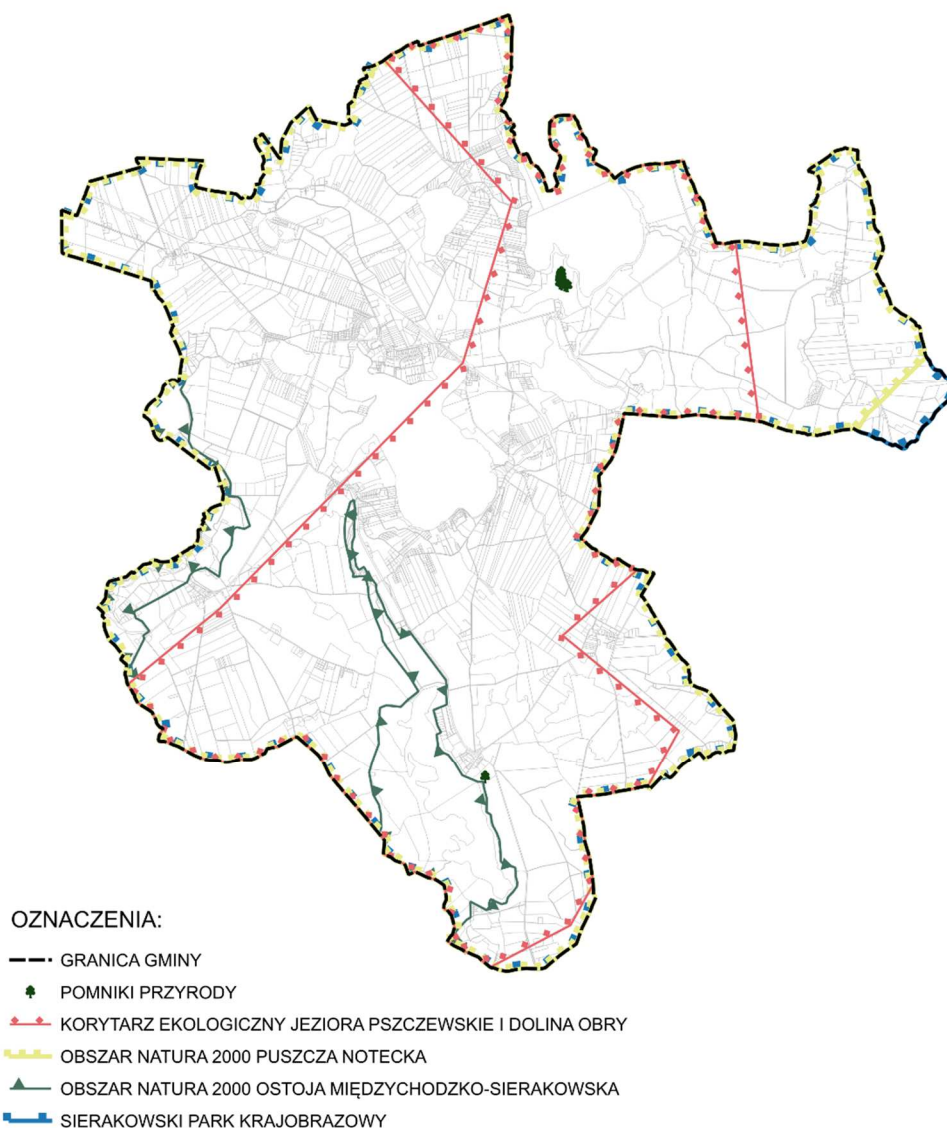 OZNACZENIA:
GRANICA GMINY
POMNIKI PRZYRODY
KORYTARZ EKOLOGICZNY JEZIORA PSZCZEWSKIE I DOLINA OBRY
OBSZAR NATURA 2000 PUSZCZA NOTECKA
OBSZAR NATURA 2000 OSTOJA MIĘDZYCHODZKO-SIERAKOWSKA
SIERAKOWSKI PARK KRAJOBRAZOWY